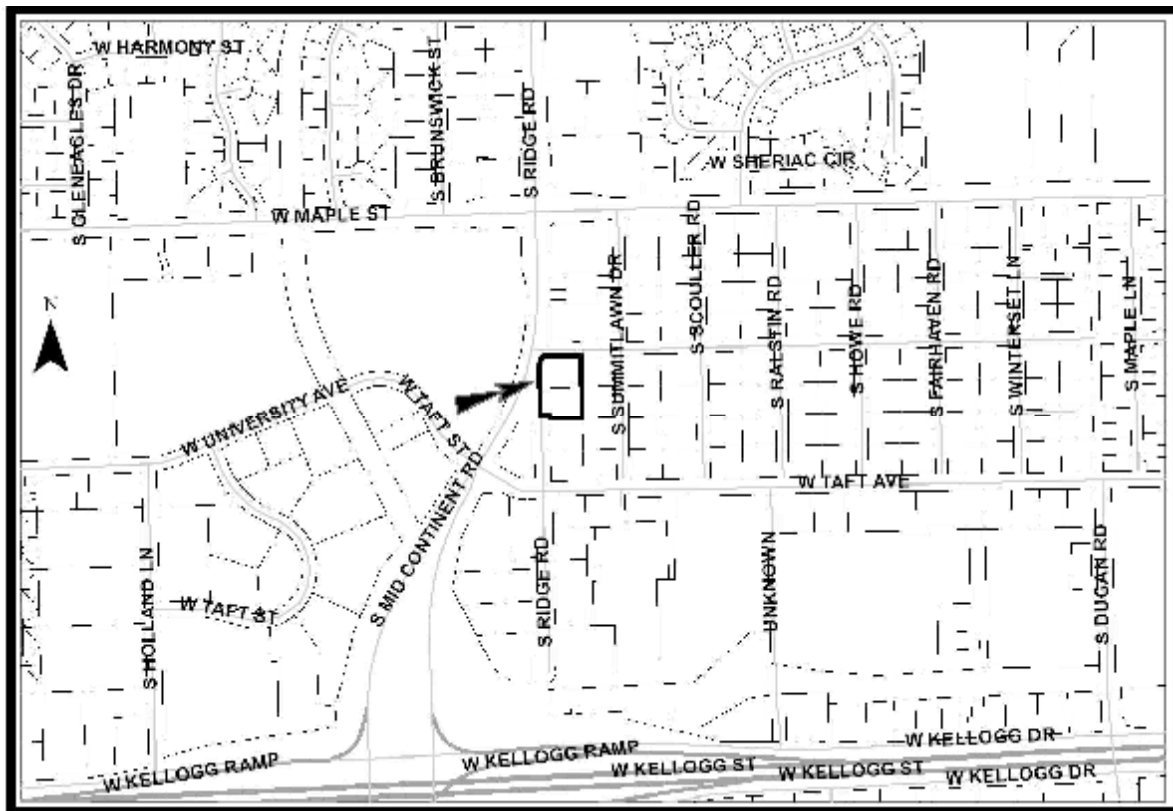 W HARMONY ST
S GLENEAGLES DR
S BRUNSWICK ST
S RIDGE RD
W SHERIAC CIR
W MAPLE ST
N
S SUMMITLAWN DR
S SCOULLER RD
S RALSTIN RD
S HOWE RD
S FAIRHAVEN RD
S WINTERSET LN
S MAPLE LN
W UNIVERSITY AVE
W TAFT ST
S MID CONTINENT RD
W TAFT AVE
S HOLLAND LN
W TAFT ST
S RIDGE RD
UNKNOWN
S DUGAN RD
W KELLOGG RAMP
W KELLOGG RAMP
W KELLOGG DR
W KELLOGG ST
W KELLOGG ST
W KELLOGG DR